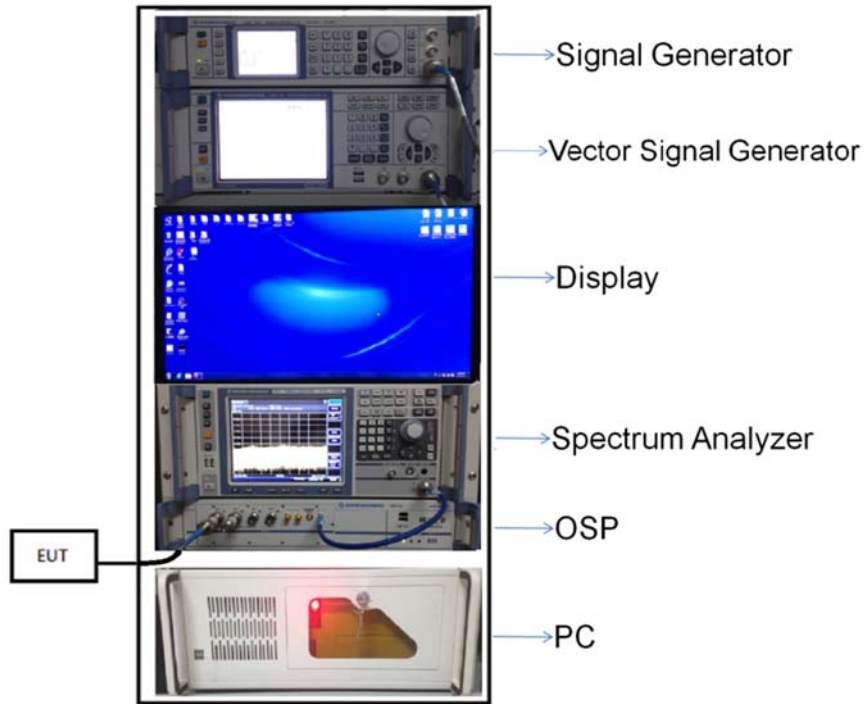 Signal Generator
Vector Signal Generator
Display
Spectrum Analyzer
OSP
EUT
PC